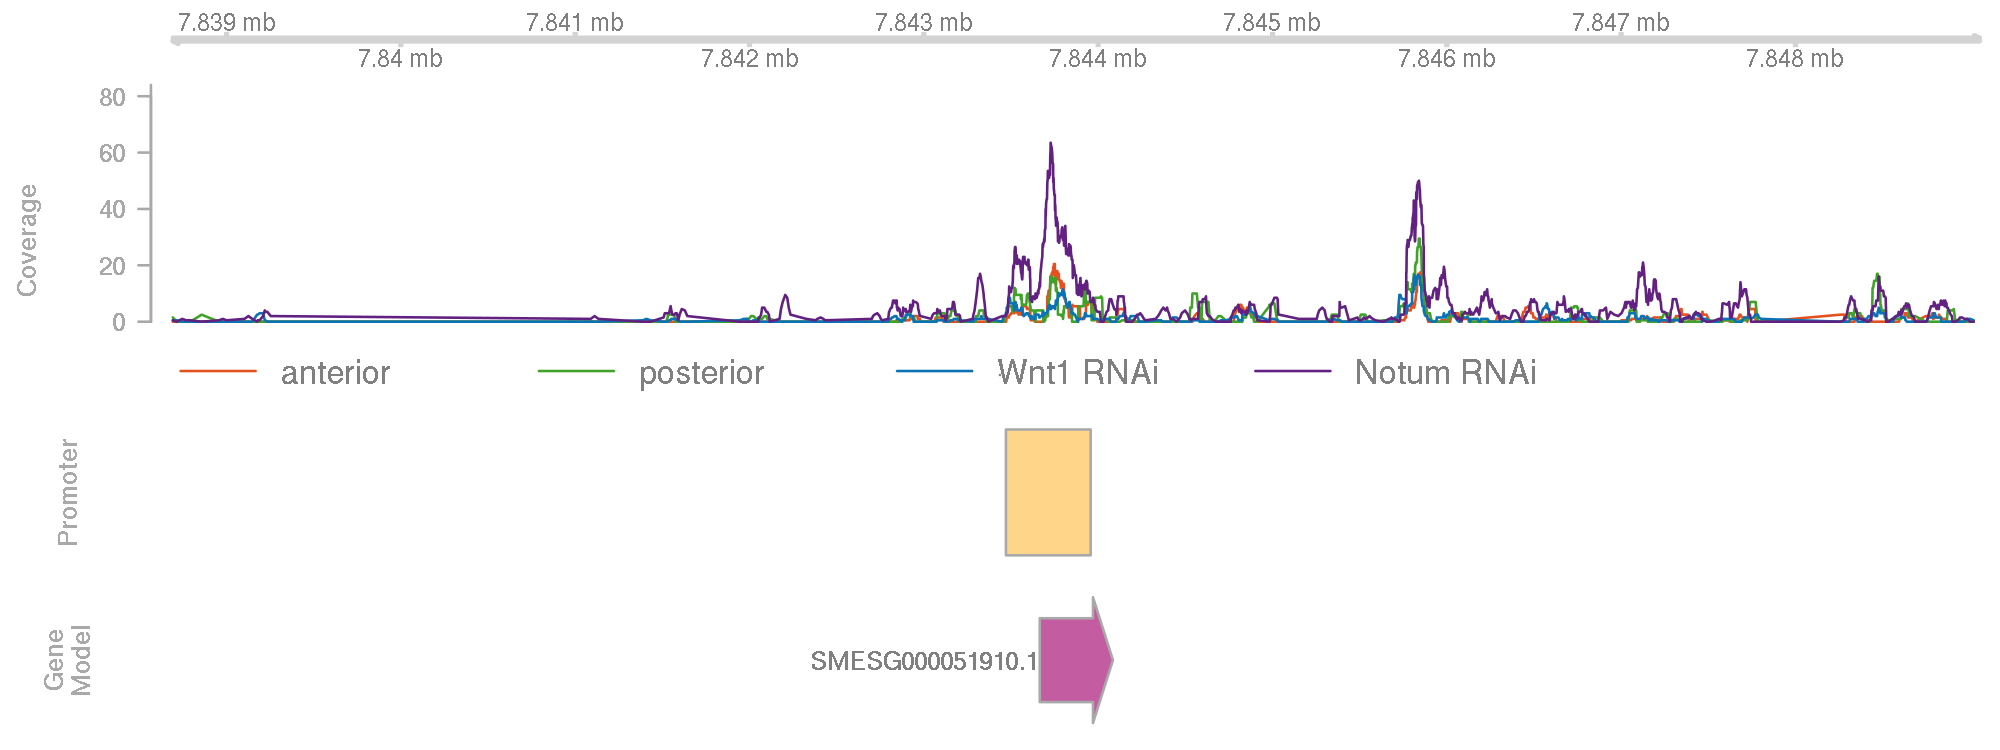 7.839 mb 7.841 mb 7.843 mb 7.845 mb 7.847 mb
7.84 mb 7.842 mb 7.844 mb 7.846 mb 7.848 mb
Coverage
80
60
40
20
0
anterior posterior Wnt1 RNAi Notum RNAi
Promoter
Gene
Model
SMESG000051910.1